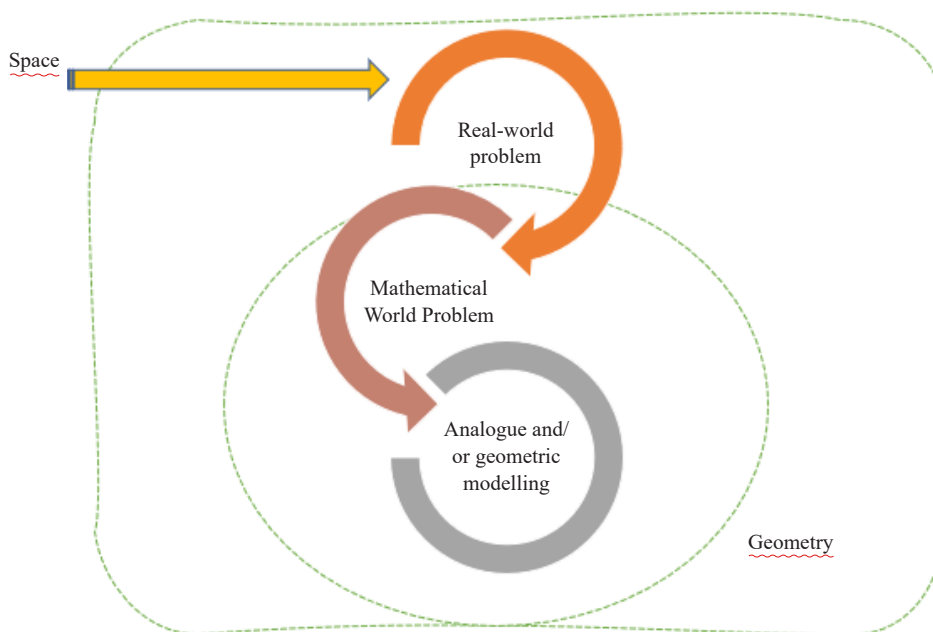 Space
Real-world
problem
Mathematical
World Problem
Analogue and/
or geometric
modelling
Geometry